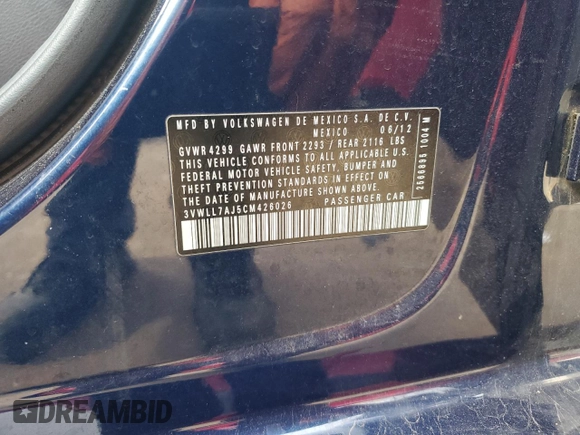 MFD BY VOLKSWAGEN DE MEXICO S.A. DE C.V.
MEXICO 06/12
GVWR 4299 GAWR FRONT 2293 / REAR 2116 LBS
THIS VEHICLE CONFORMS TO ALL APPLICABLE U.S.
FEDERAL MOTOR VEHICLE SAFETY, BUMPER AND
THEFT PREVENTION STANDARDS IN EFFECT ON
THE DATE OF MANUFACTURE SHOWN ABOVE.
3VWLL7AJ5CM426026 PASSENGER CAR
2566895 1004 M
DREAMBID